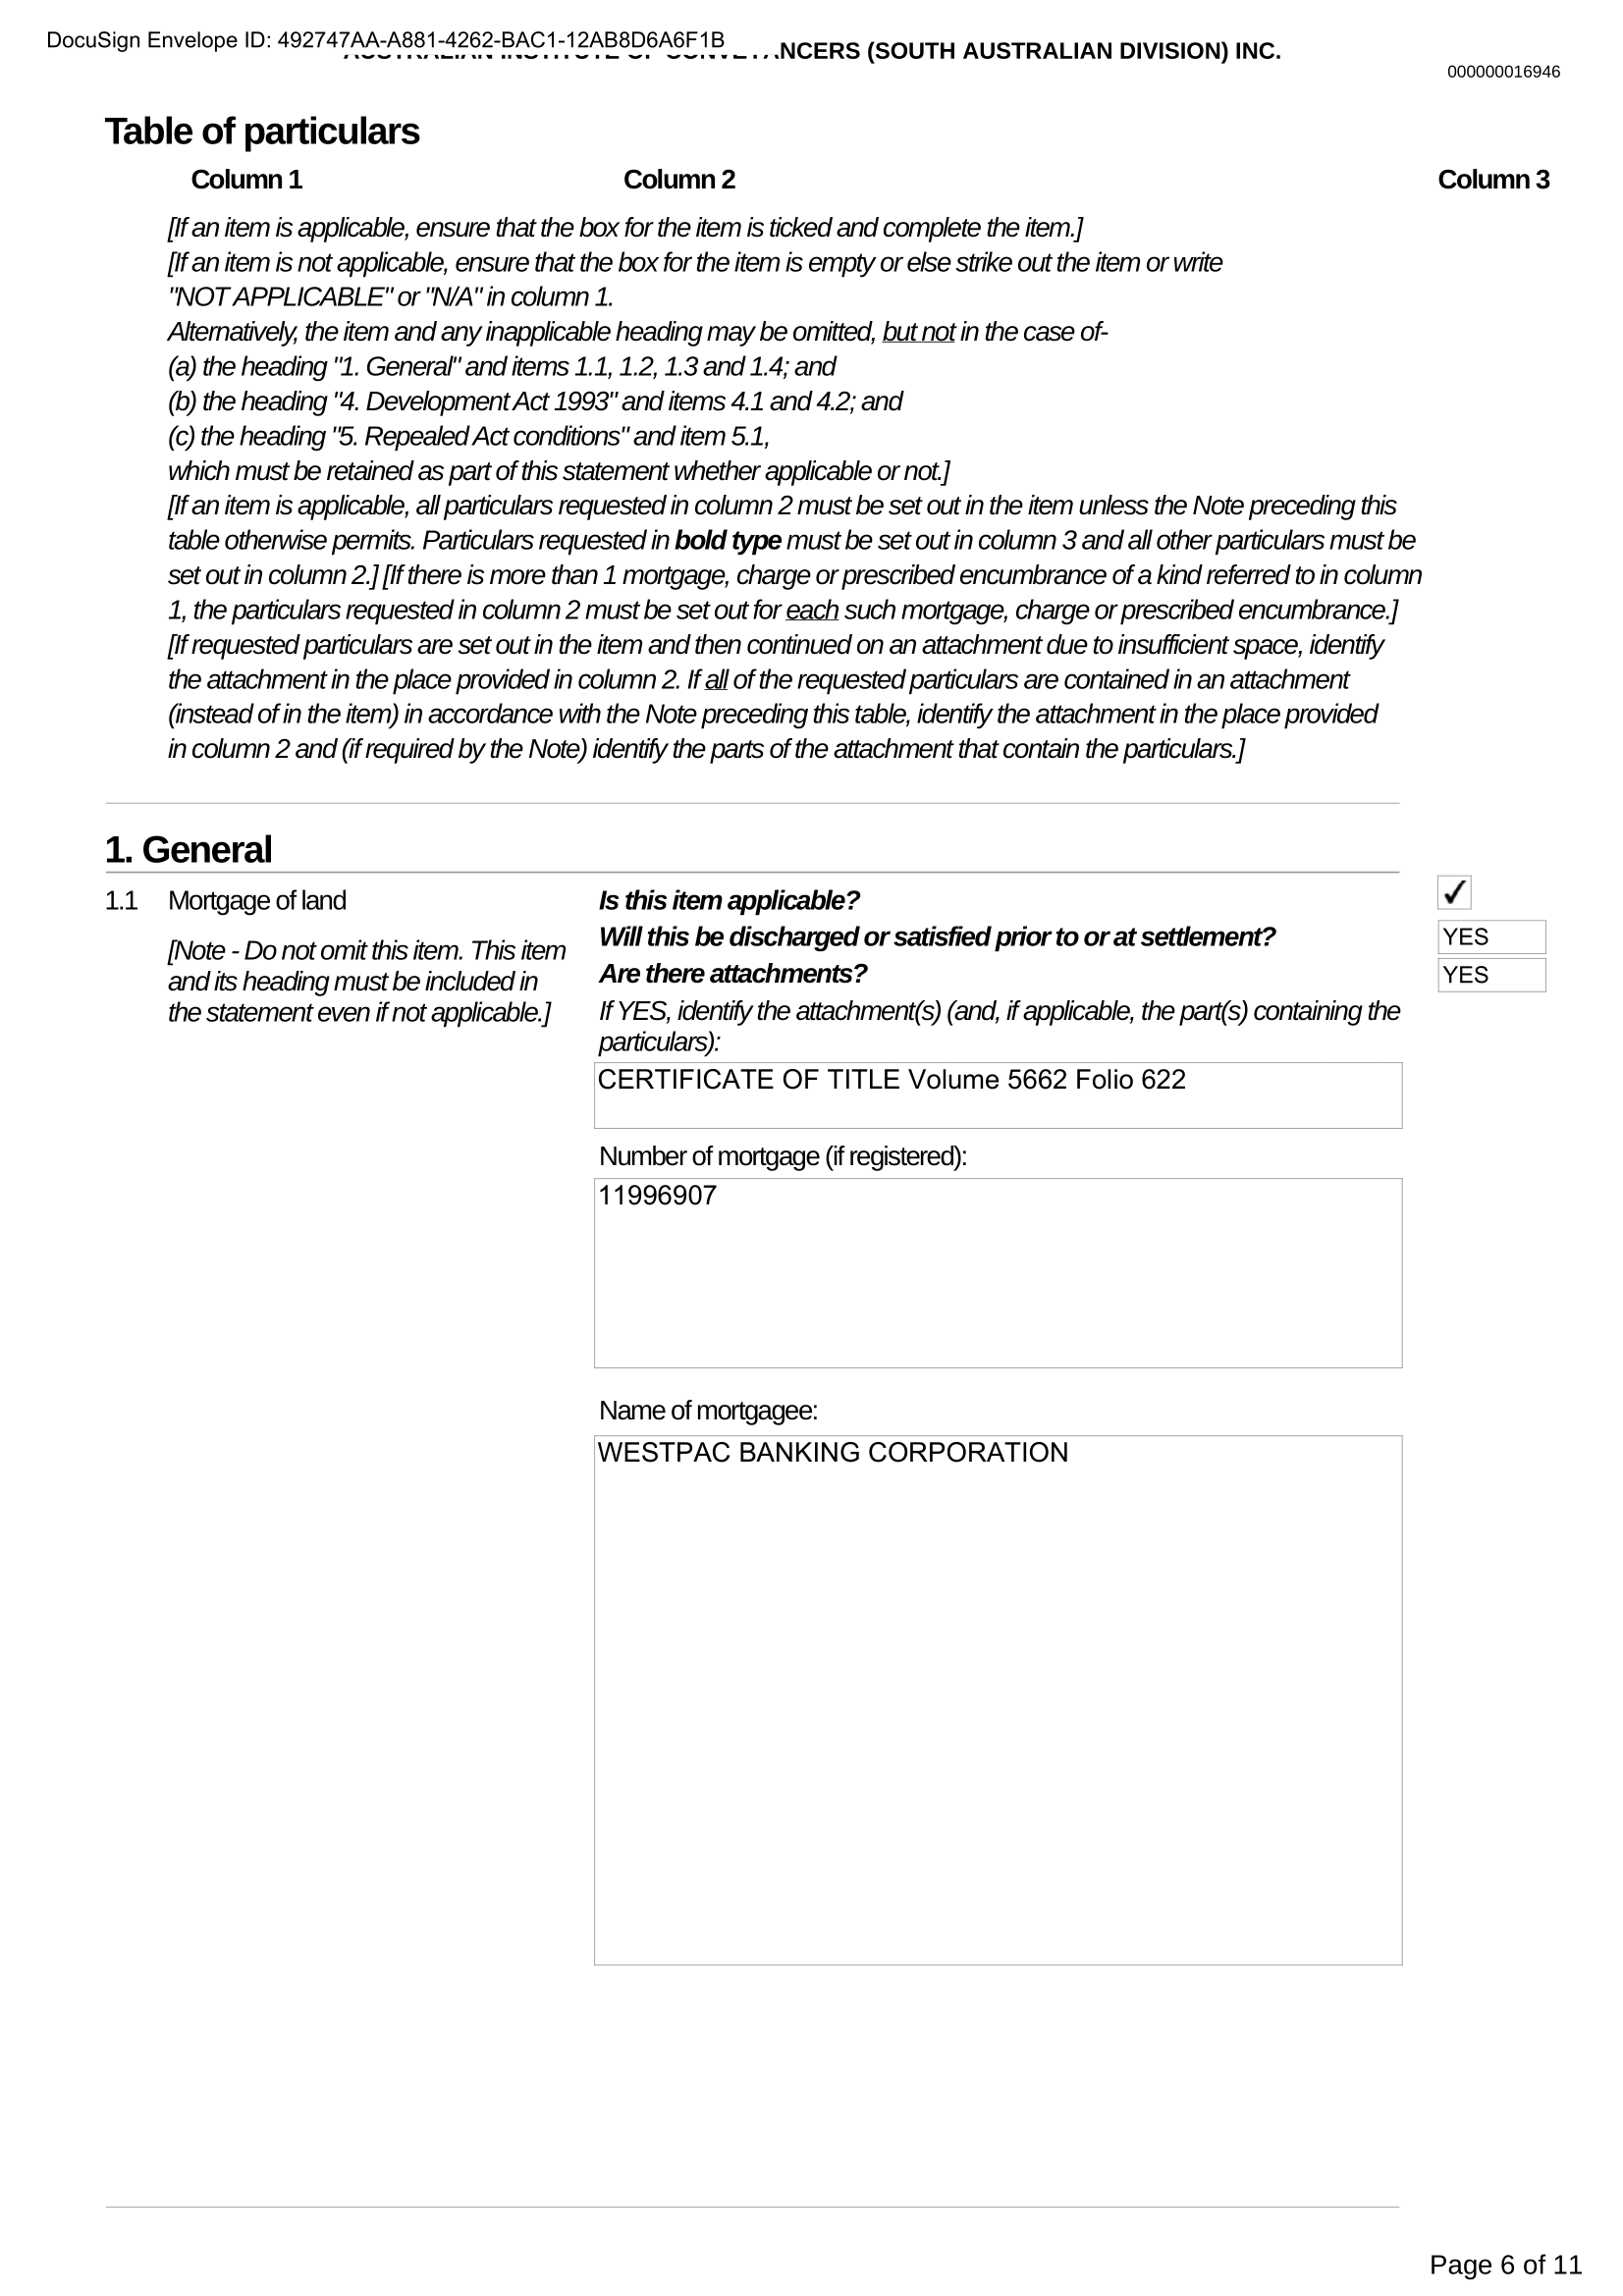 DocuSign Envelope ID: 492747AA-A881-4262-BAC1-12AB8D6A6F1B
AUSTRALIAN INSTITUTE OF CONVEYANCERS (SOUTH AUSTRALIAN DIVISION) INC.
000000016946
Table of particulars
Column 1 Column 2 Column 3
[If an item is applicable, ensure that the box for the item is ticked and complete the item.]
[If an item is not applicable, ensure that the box for the item is empty or else strike out the item or write
"NOT APPLICABLE" or "N/A" in column 1.
Alternatively, the item and any inapplicable heading may be omitted, but not in the case of-
(a) the heading "1. General" and items 1.1, 1.2, 1.3 and 1.4; and
(b) the heading "4. Development Act 1993" and items 4.1 and 4.2; and
(c) the heading "5. Repealed Act conditions" and item 5.1,
which must be retained as part of this statement whether applicable or not.]
[If an item is applicable, all particulars requested in column 2 must be set out in the item unless the Note preceding this
table otherwise permits. Particulars requested in bold type must be set out in column 3 and all other particulars must be
set out in column 2.] [If there is more than 1 mortgage, charge or prescribed encumbrance of a kind referred to in column
1, the particulars requested in column 2 must be set out for each such mortgage, charge or prescribed encumbrance.]
[If requested particulars are set out in the item and then continued on an attachment due to insufficient space, identify
the attachment in the place provided in column 2. If all of the requested particulars are contained in an attachment
(instead of in the item) in accordance with the Note preceding this table, identify the attachment in the place provided
in column 2 and (if required by the Note) identify the parts of the attachment that contain the particulars.]
1. General
1.1 Mortgage of land
[Note - Do not omit this item. This item
and its heading must be included in
the statement even if not applicable.]
Is this item applicable? ✓
Will this be discharged or satisfied prior to or at settlement? YES
Are there attachments? YES
If YES, identify the attachment(s) (and, if applicable, the part(s) containing the
particulars):
CERTIFICATE OF TITLE Volume 5662 Folio 622
Number of mortgage (if registered):
11996907
Name of mortgagee:
WESTPAC BANKING CORPORATION
Page 6 of 11